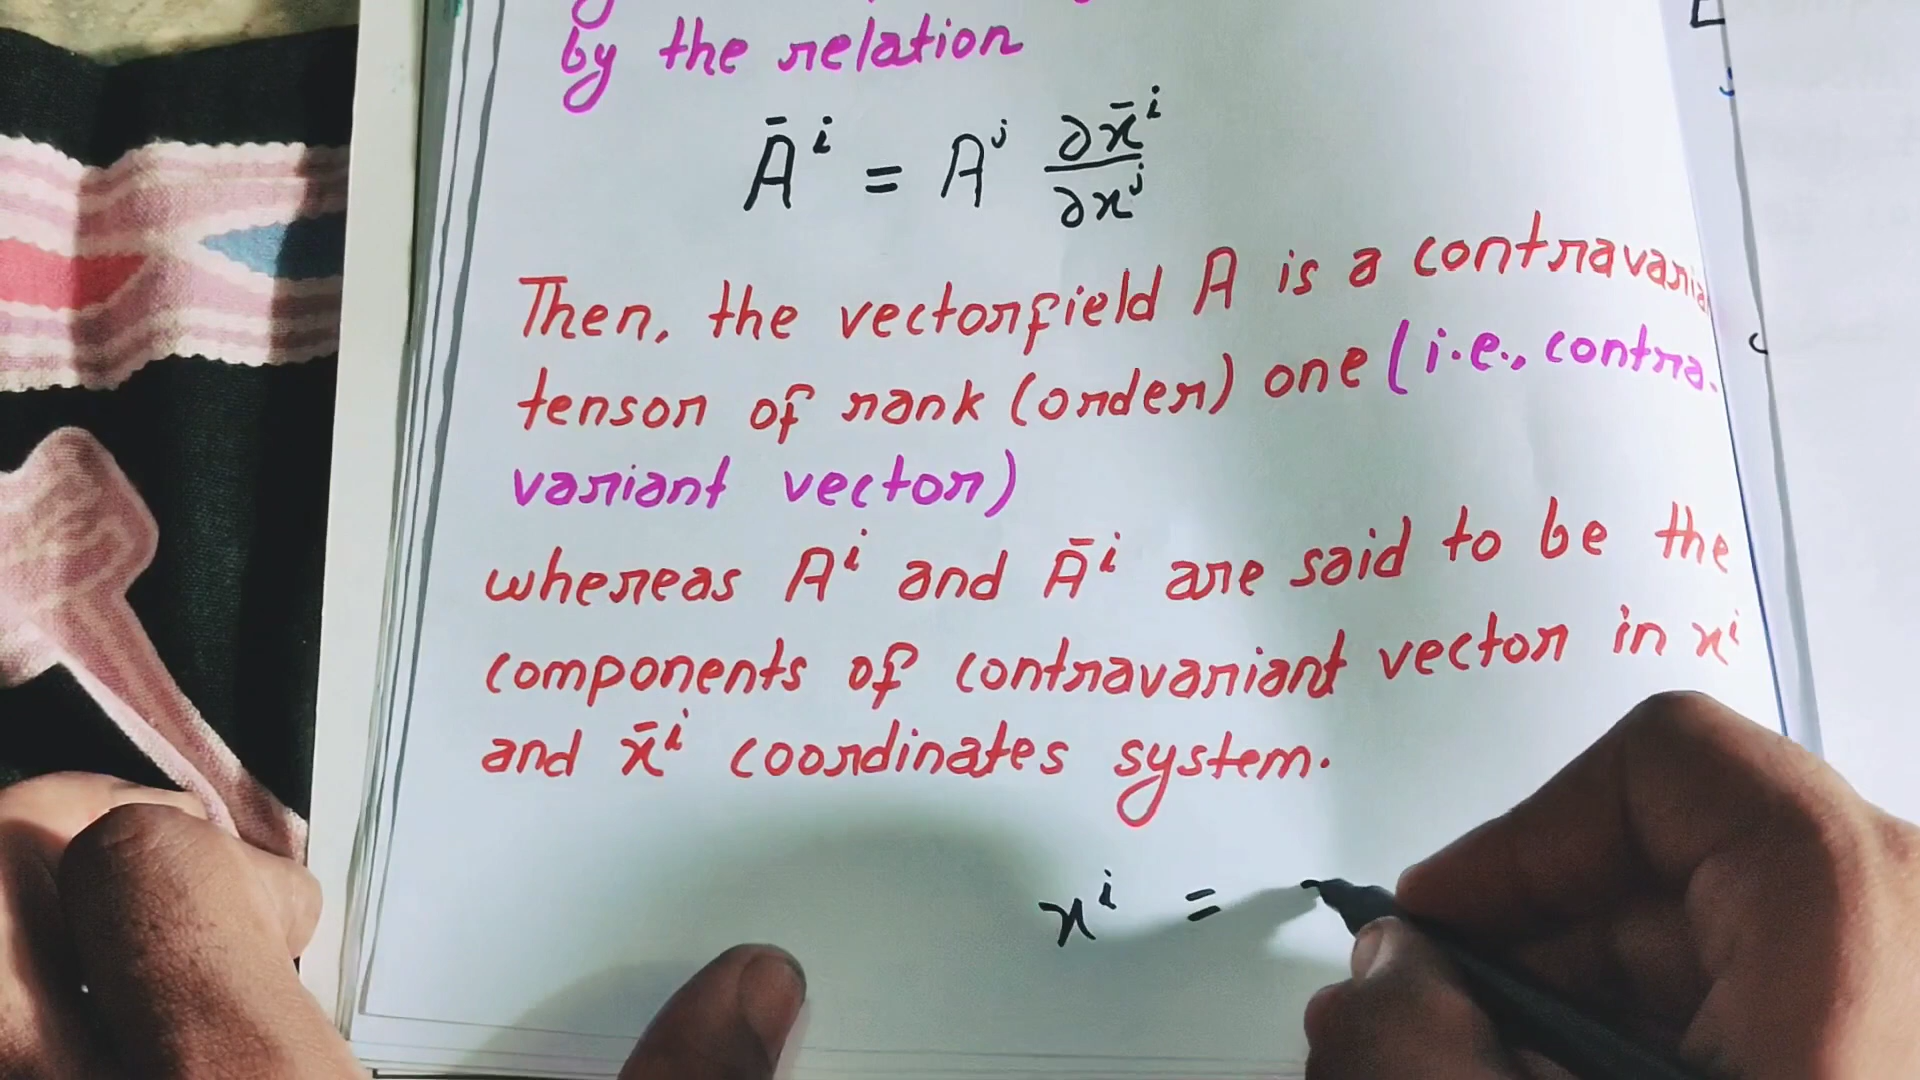 by the relation
Ā^i = A^j ∂x̄^i/∂x^j
Then, the vectorfield A is a contravaria
tensor of rank (order) one (i.e., contra-
variant vector)
whereas A^i and Ā^i are said to be the
components of contravariant vector in x^i
and x̄^i coordinates system.
x^i =